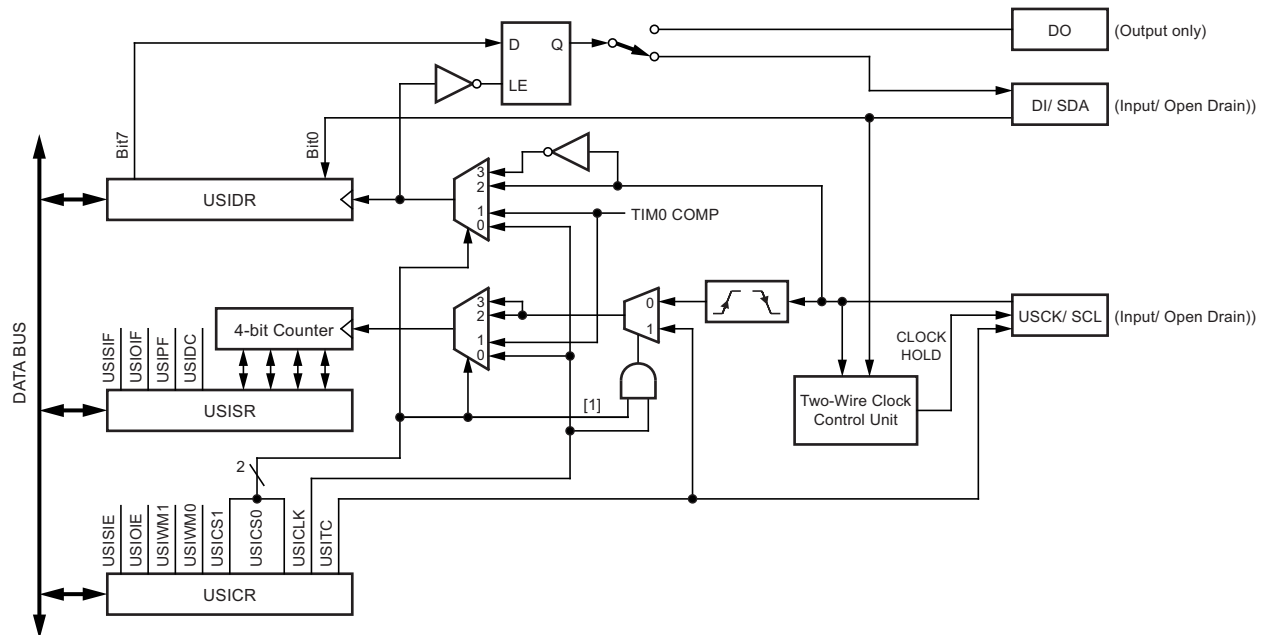 DO
(Output only)
D
Q
LE
DI/ SDA
(Input/ Open Drain))
Bit7
Bit0
USIDR
3
2
1
0
TIM0 COMP
DATA BUS
4-bit Counter
3
2
1
0
0
1
USCK/ SCL
(Input/ Open Drain))
CLOCK
HOLD
USISIF
USIOIF
USIPF
USIDC
USISR
[1]
Two-Wire Clock
Control Unit
2
USISIE
USIOIE
USIWM1
USIWM0
USICS1
USICS0
USICLK
USITC
USICR